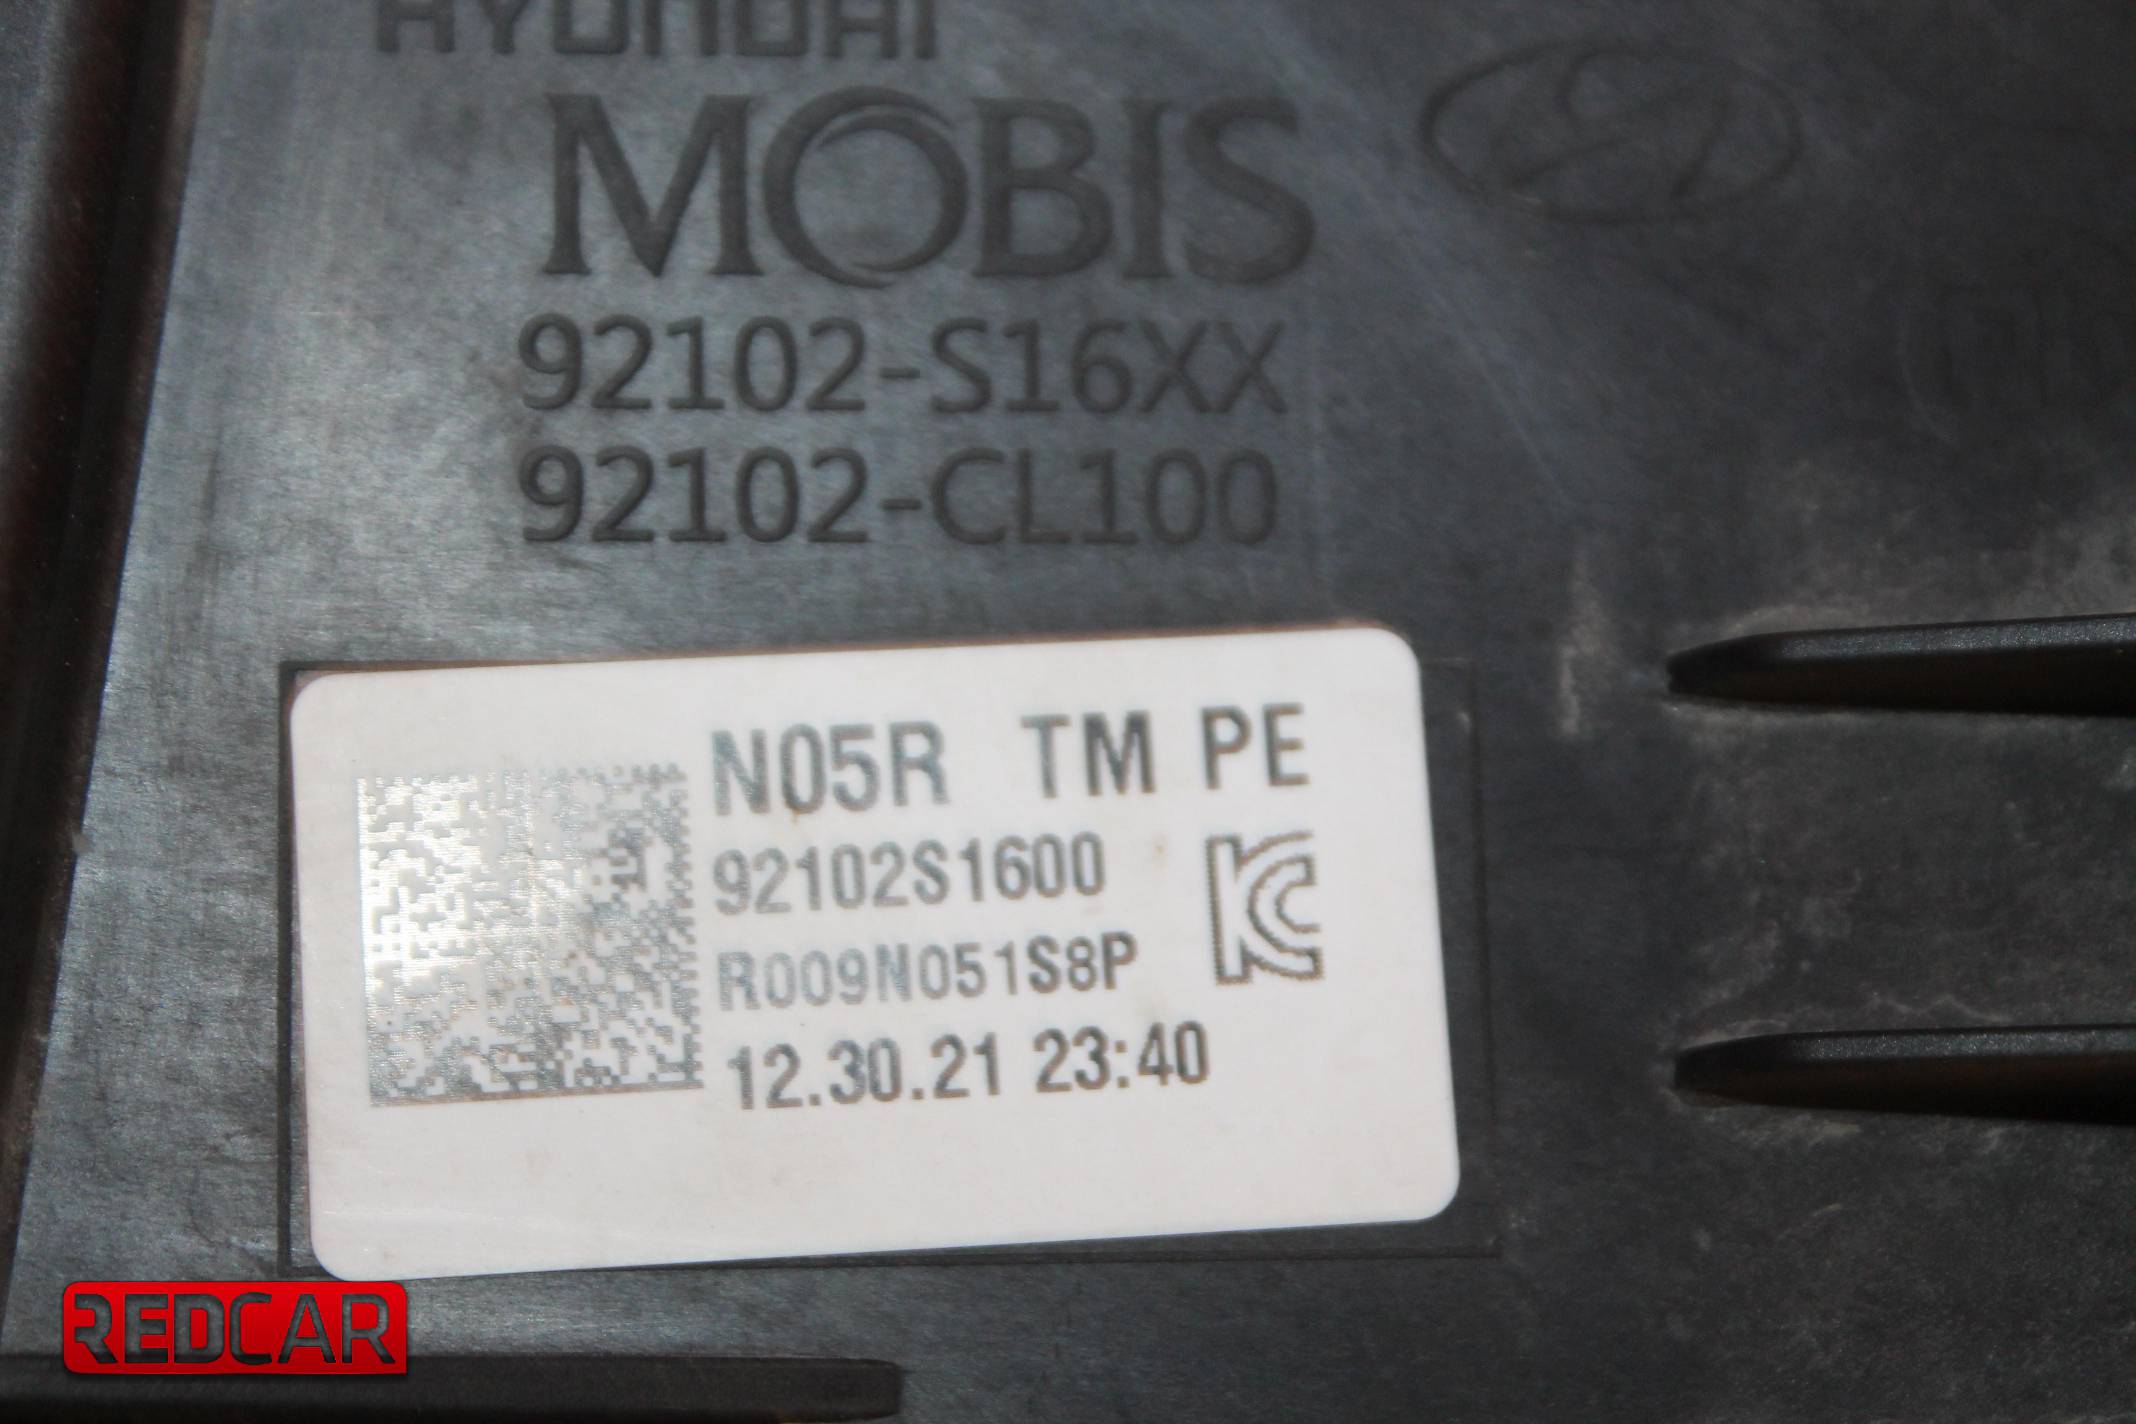 HYUNDAI
MOBIS
92102-S16XX
92102-CL100
N05R TM PE
92102S1600
R009N051S8P
12.30.21 23:40
REDCAR